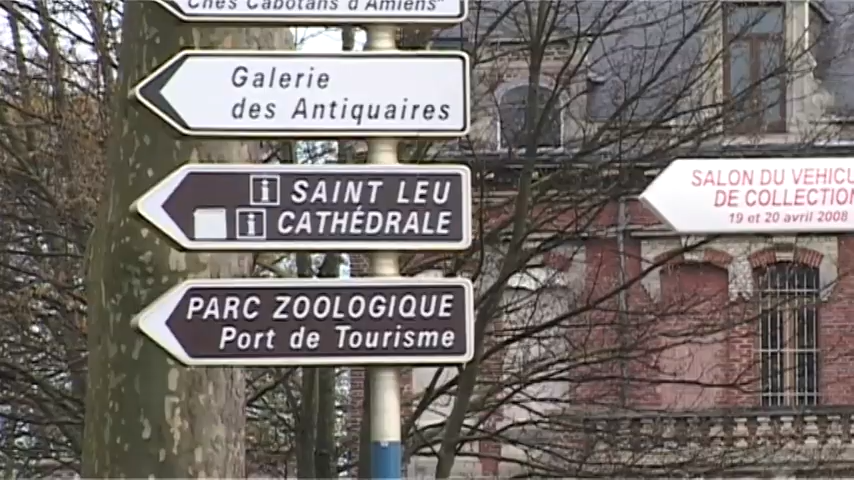 Chés Cabotans d'Amiens"
Galerie
des Antiquaires
i SAINT LEU
i CATHÉDRALE
PARC ZOOLOGIQUE
Port de Tourisme
SALON DU VEHICU
DE COLLECTION
19 et 20 avril 2008